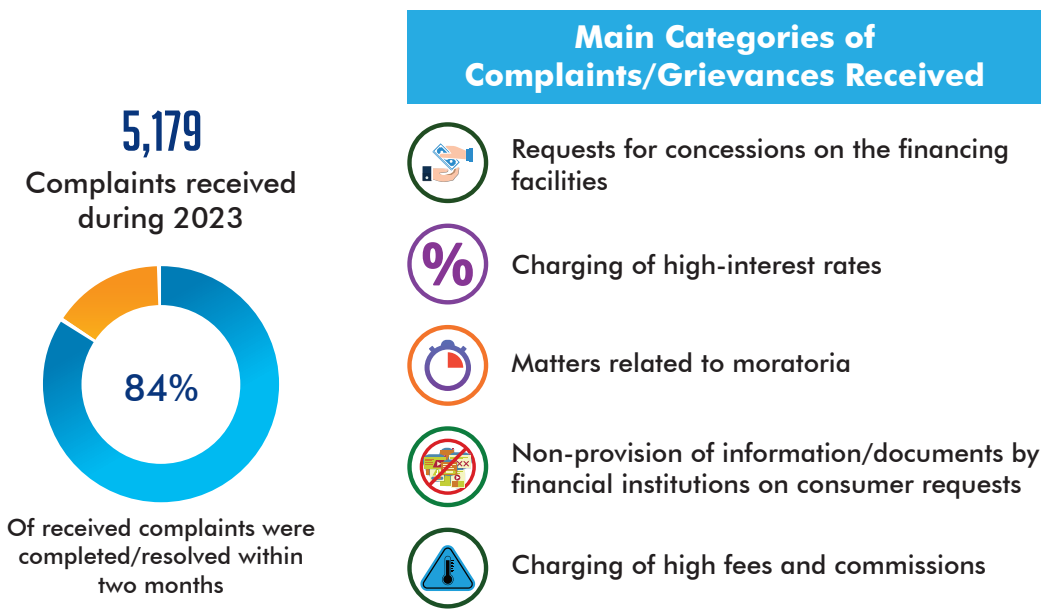 5,179
Complaints received
during 2023
84%
Of received complaints were
completed/resolved within
two months
Main Categories of
Complaints/Grievances Received
Requests for concessions on the financing
facilities
%
Charging of high-interest rates
Matters related to moratoria
Non-provision of information/documents by
financial institutions on consumer requests
Charging of high fees and commissions